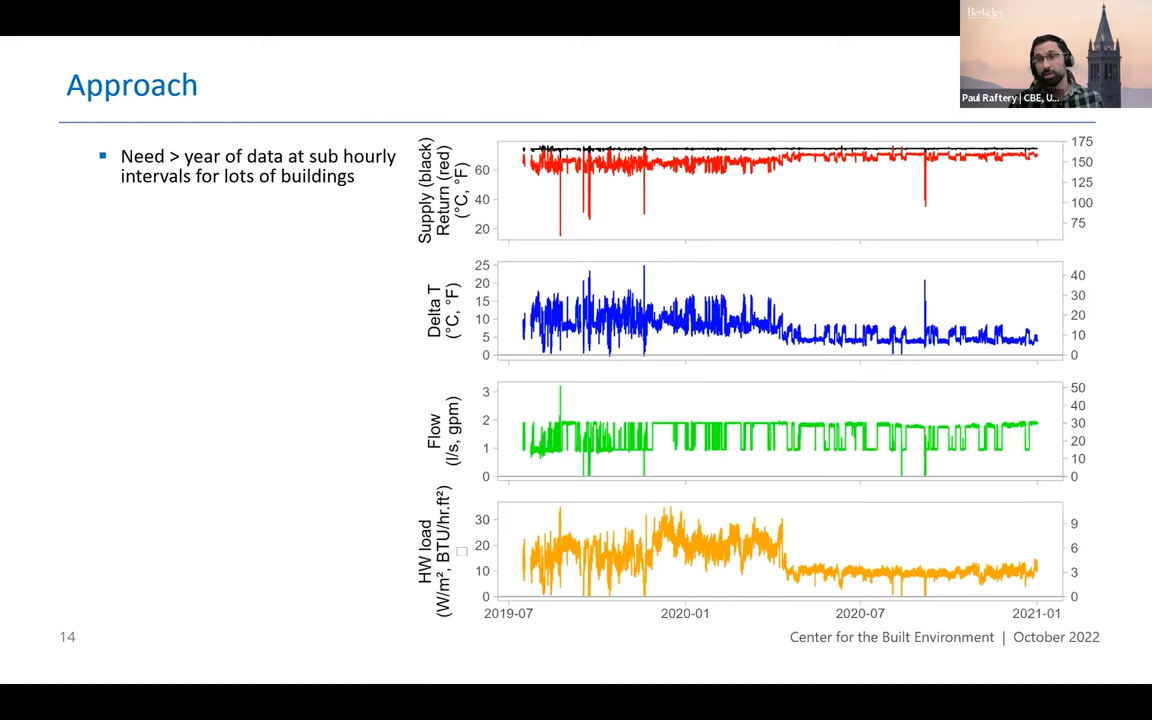 Berkeley
Paul Raftery | CBE, U...
Approach
Need > year of data at sub hourly
intervals for lots of buildings
Supply (black)
Return (red)
(°C, °F)
60
40
20
175
150
125
100
75
Delta T
(°C, °F)
25
20
15
10
5
0
40
30
20
10
0
Flow
(l/s, gpm)
3
2
1
0
50
40
30
20
10
0
HW load
(W/m², BTU/hr.ft²)
30
20
10
0
9
6
3
0
2019-07
2020-01
2020-07
2021-01
14
Center for the Built Environment | October 2022